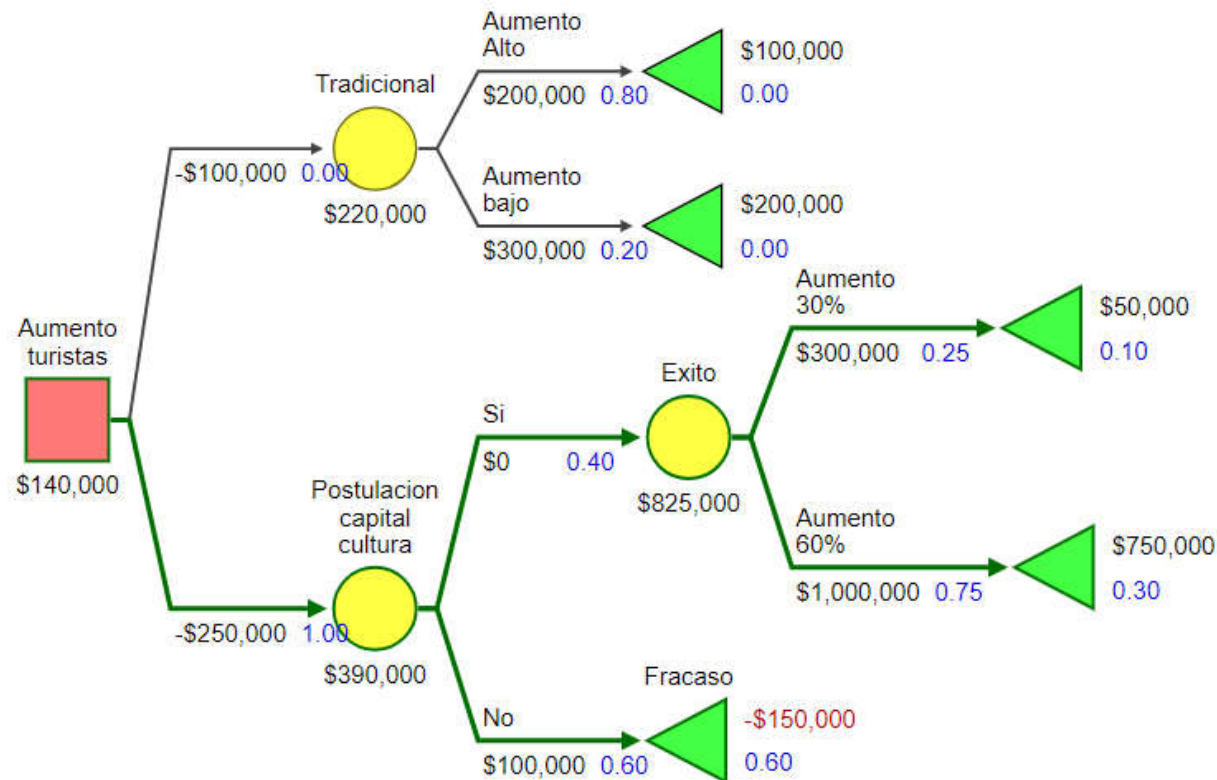 Aumento
Alto
$100,000
Tradicional
$200,000 0.80
0.00
-$100,000 0.00
Aumento
bajo
$200,000
$220,000
$300,000 0.20
0.00
Aumento
30%
$50,000
Aumento
turistas
$300,000 0.25
0.10
Exito
Si
$0 0.40
$140,000
Postulacion
capital
cultura
$825,000
Aumento
60%
$750,000
$1,000,000 0.75
0.30
-$250,000 1.00
$390,000
Fracaso
No
-$150,000
$100,000 0.60
0.60